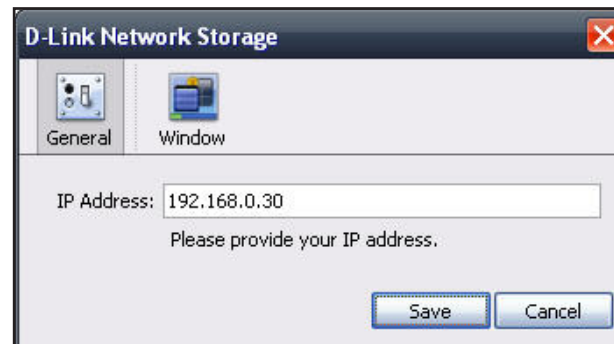 D-Link Network Storage
General
Window
IP Address: 192.168.0.30
Please provide your IP address.
Save
Cancel